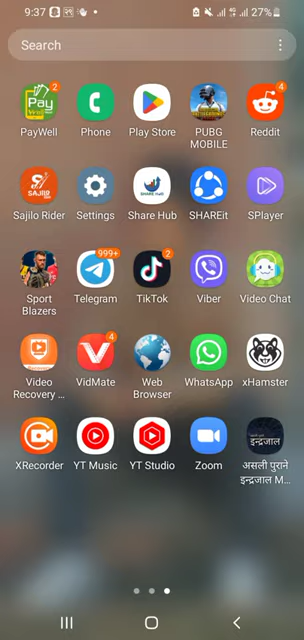 9:37
27%
Search
2
4
PayWell
Phone
Play Store
PUBG
MOBILE
Reddit
Sajilo Rider
Settings
Share Hub
SHAREit
SPlayer
999+
2
Sport
Blazers
Telegram
TikTok
Viber
Video Chat
4
Video
Recovery ...
VidMate
Web
Browser
WhatsApp
xHamster
XRecorder
YT Music
YT Studio
Zoom
असली पुराने
इन्द्रजाल M...